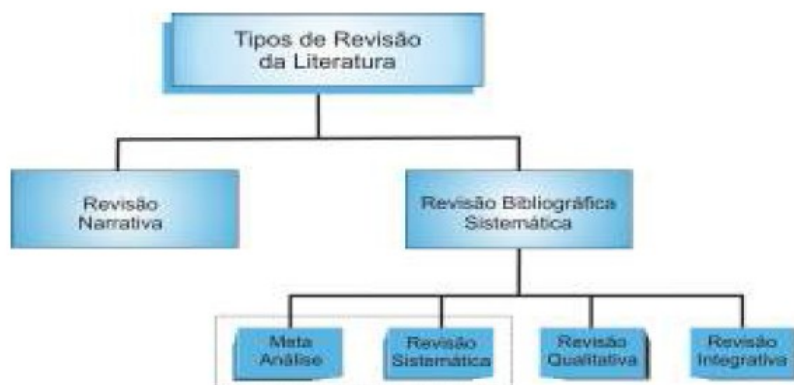 Tipos de Revisão
da Literatura
Revisão
Narrativa
Revisão Bibliográfica
Sistemática
Meta
Análise
Revisão
Sistemática
Revisão
Qualitativa
Revisão
Integrativa